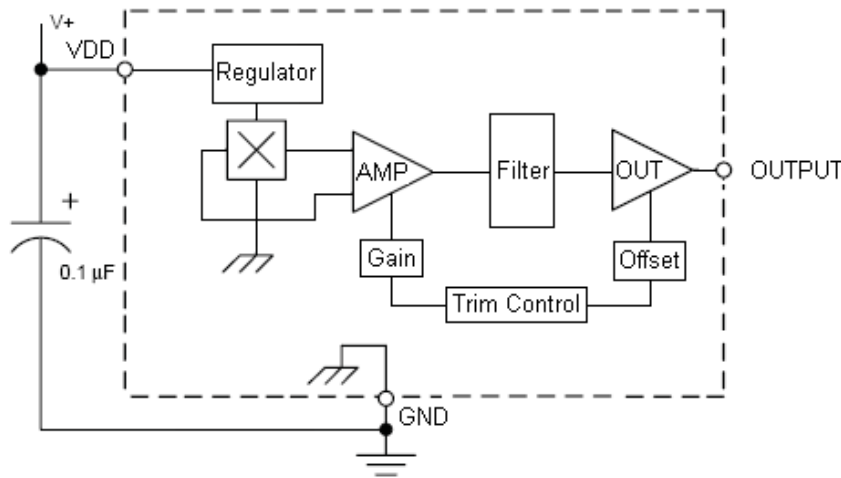 V+
VDD
Regulator
AMP
Filter
OUT
OUTPUT
+
0.1 µF
Gain
Offset
Trim Control
GND